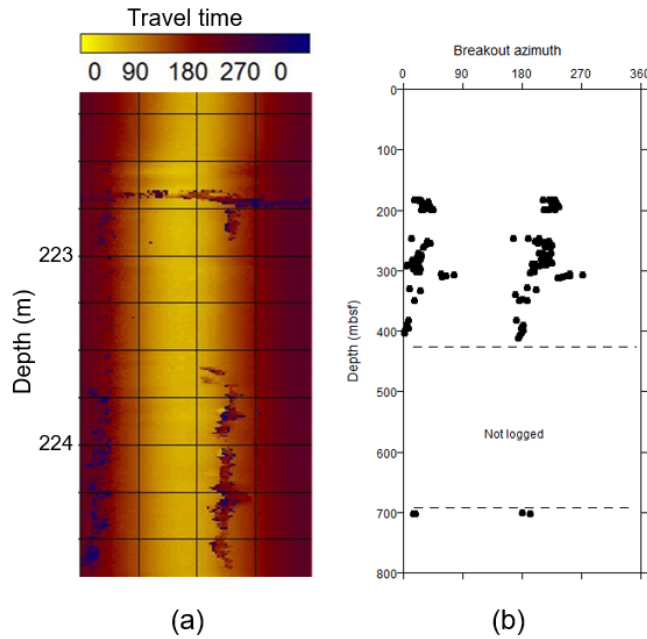 Travel time
0 90 180 270 0
223
224
Depth (m)
(a)
Breakout azimuth
0 90 180 270 360
0
100
200
300
400
500
600
700
800
Depth (mbsf)
Not logged
(b)